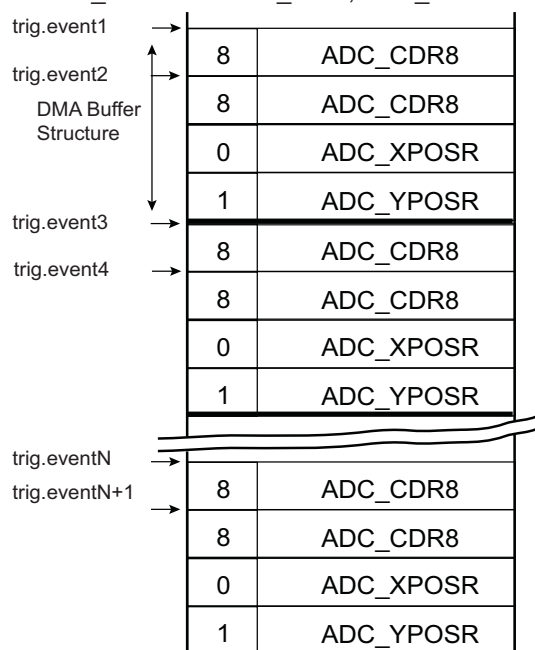 trig.event1
8 ADC_CDR8
trig.event2
DMA Buffer
Structure
8 ADC_CDR8
0 ADC_XPOSR
1 ADC_YPOSR
trig.event3
8 ADC_CDR8
trig.event4
8 ADC_CDR8
0 ADC_XPOSR
1 ADC_YPOSR
trig.eventN
8 ADC_CDR8
trig.eventN+1
8 ADC_CDR8
0 ADC_XPOSR
1 ADC_YPOSR